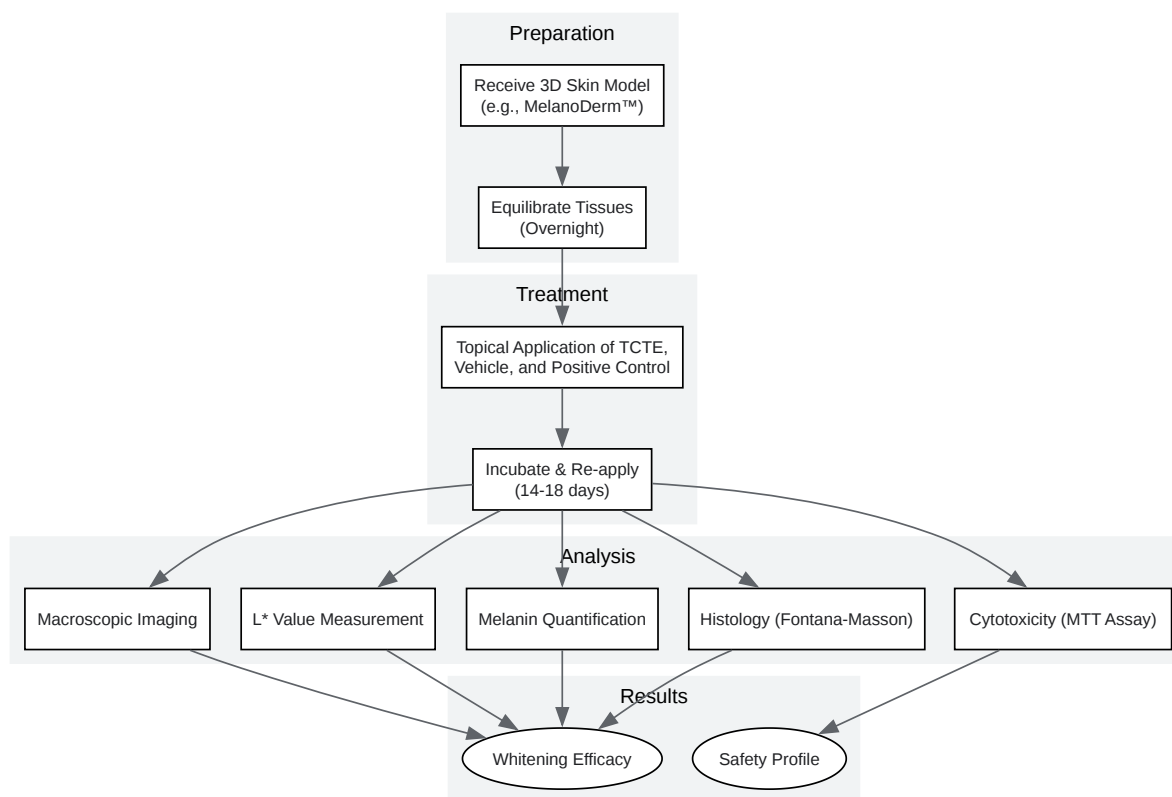 Preparation
Receive 3D Skin Model
(e.g., MelanoDerm™)
Equilibrate Tissues
(Overnight)
Treatment
Topical Application of TCTE,
Vehicle, and Positive Control
Incubate & Re-apply
(14-18 days)
Analysis
Macroscopic Imaging
L* Value Measurement
Melanin Quantification
Histology (Fontana-Masson)
Cytotoxicity (MTT Assay)
Results
Whitening Efficacy
Safety Profile